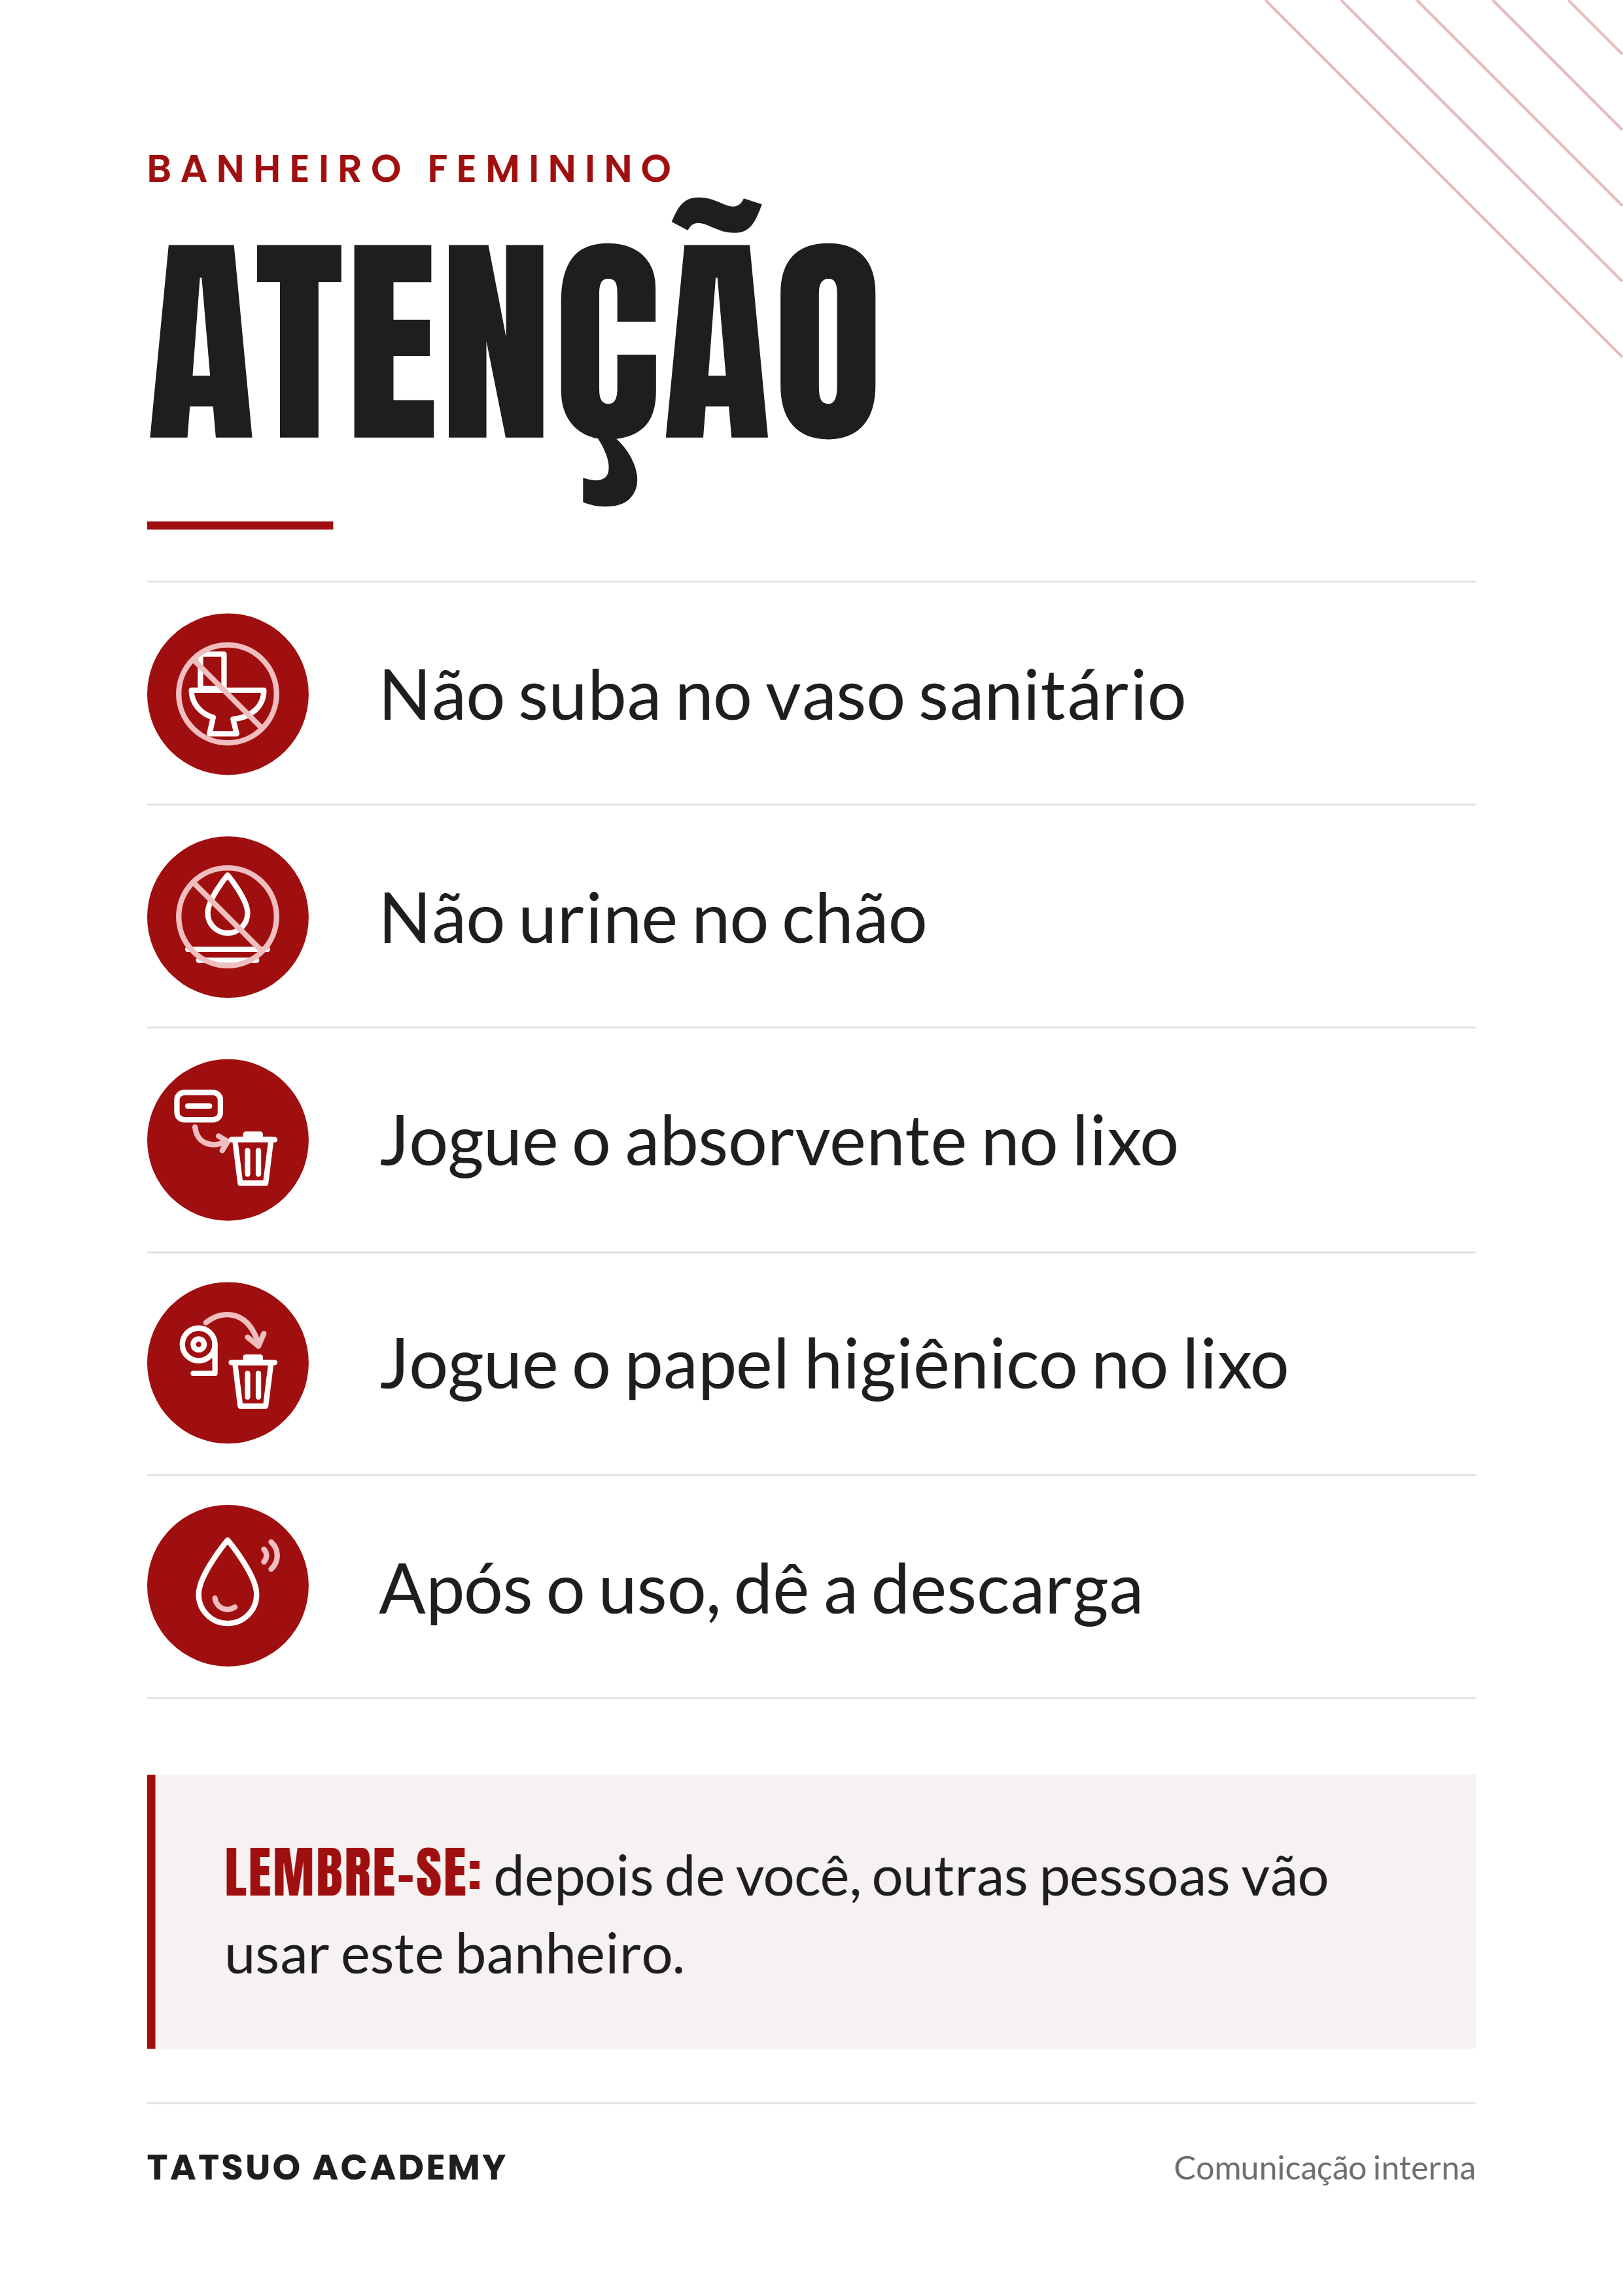 BANHEIRO FEMININO
ATENÇÃO
Não suba no vaso sanitário
Não urine no chão
Jogue o absorvente no lixo
Jogue o papel higiênico no lixo
Após o uso, dê a descarga
LEMBRE-SE: depois de você, outras pessoas vão
usar este banheiro.
TATSUO ACADEMY
Comunicação interna